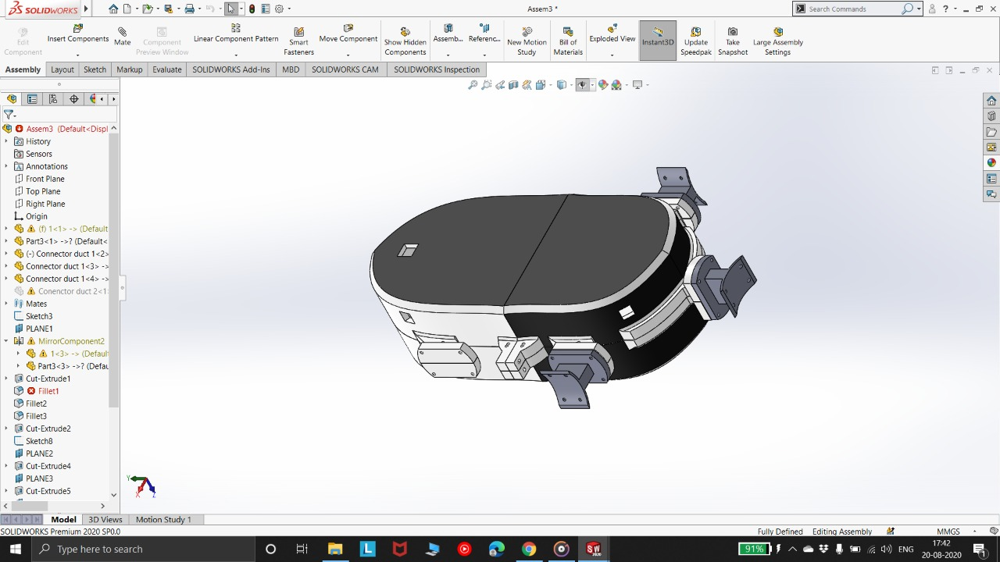 SOLIDWORKS
Assem3 *
Search Commands
Edit
Component
Insert Components
Mate
Component
Preview Window
Linear Component Pattern
Smart
Fasteners
Move Component
Show Hidden
Components
Assemb...
Referenc...
New Motion
Study
Bill of
Materials
Exploded View
Instant3D
Update
Speedpak
Take
Snapshot
Large Assembly
Settings
Assembly
Layout
Sketch
Markup
Evaluate
SOLIDWORKS Add-Ins
MBD
SOLIDWORKS CAM
SOLIDWORKS Inspection
Assem3 (Default<Displ
History
Sensors
Annotations
Front Plane
Top Plane
Right Plane
Origin
(f) 1<1> -> (Default
Part3<1> ->? (Default<
(-) Connector duct 1<2>
Connector duct 1<3> ->
Connector duct 1<4> ->
Conenctor duct 2<1>
Mates
Sketch3
PLANE1
MirrorComponent2
1<3> -> (Defaul
Part3<3> ->? (Defau
Cut-Extrude1
Fillet1
Fillet2
Fillet3
Cut-Extrude2
Sketch8
PLANE2
Cut-Extrude4
PLANE3
Cut-Extrude5
Y
X
Z
Model
3D Views
Motion Study 1
SOLIDWORKS Premium 2020 SP0.0
Fully Defined
Editing Assembly
MMGS
Type here to search
91%
ENG
17:42
20-08-2020